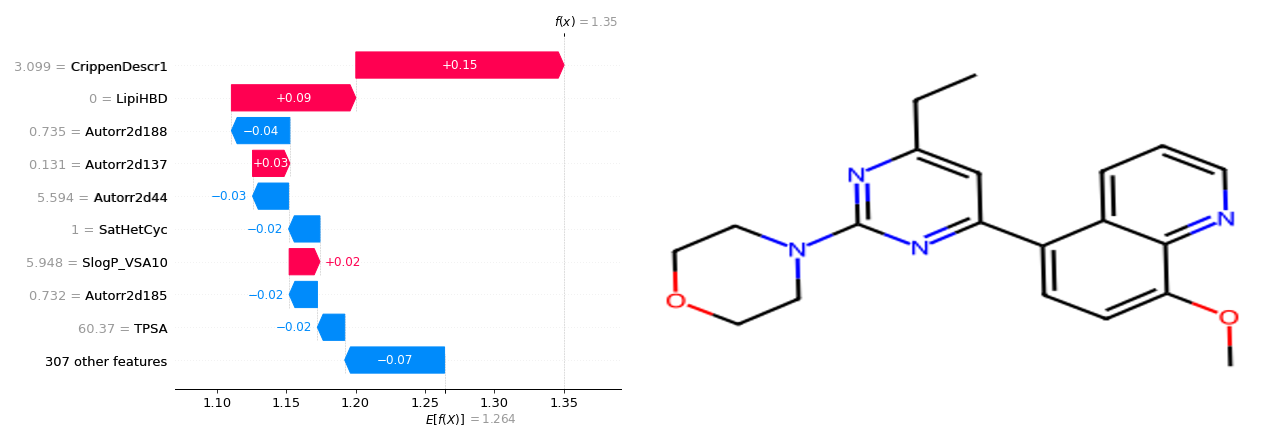 f(x) = 1.35
3.099 = CrippenDescr1
+0.15
0 = LipiHBD
+0.09
0.735 = Autorr2d188
−0.04
0.131 = Autorr2d137
+0.03
5.594 = Autorr2d44
−0.03
1 = SatHetCyc
−0.02
5.948 = SlogP_VSA10
+0.02
0.732 = Autorr2d185
−0.02
60.37 = TPSA
−0.02
307 other features
−0.07
1.10 1.15 1.20 1.25 1.30 1.35
E[f(X)] = 1.264
N
N
N
O
N
O